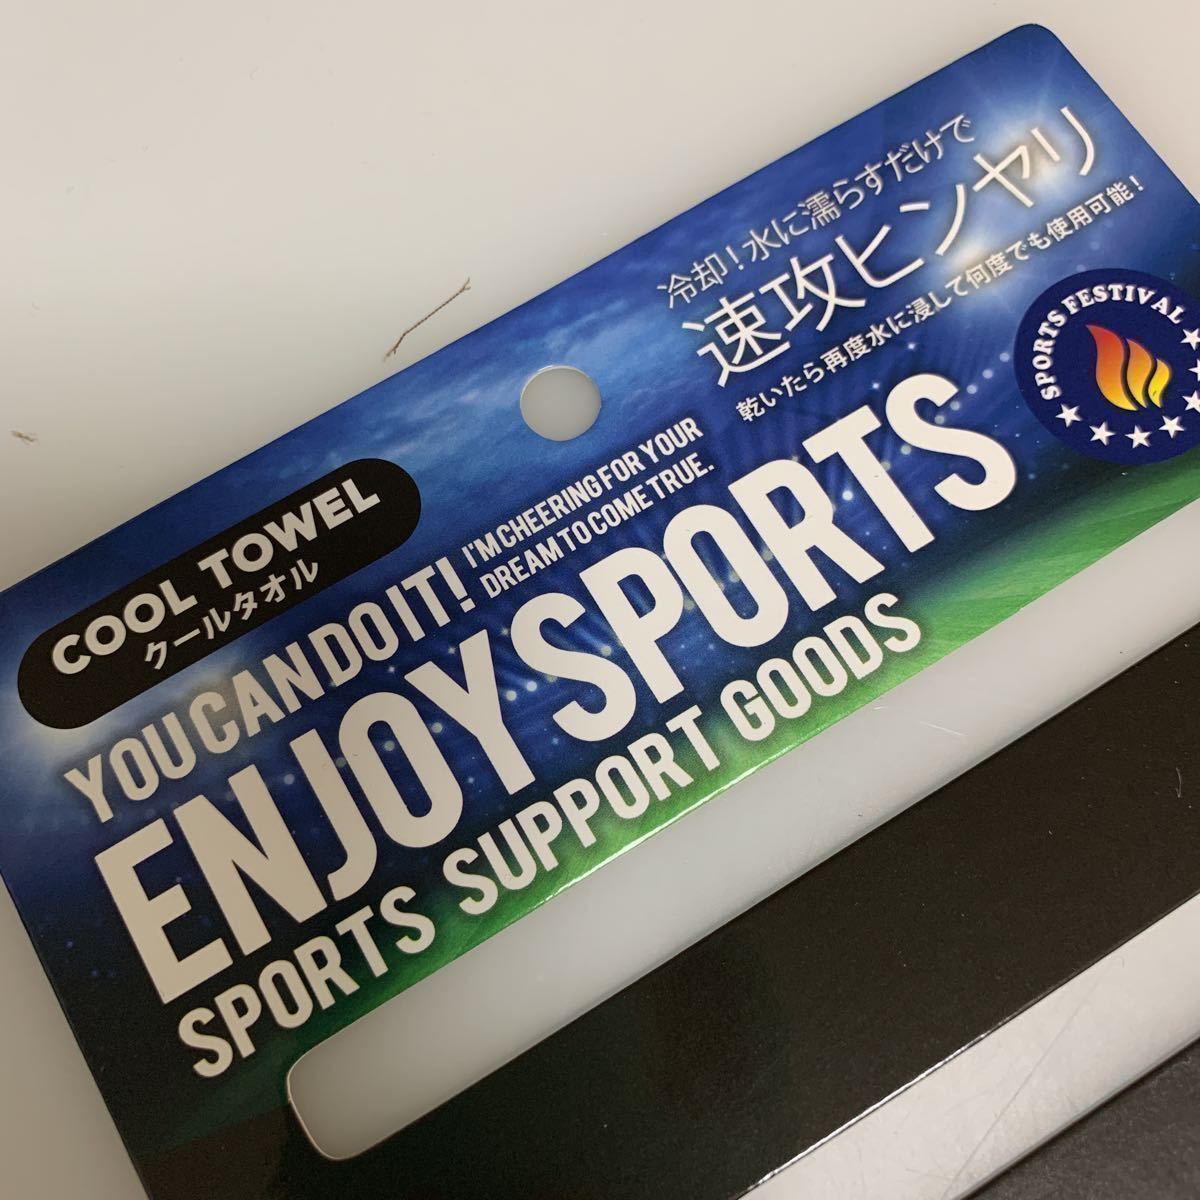 冷却！水に濡らすだけで
速攻ヒンヤリ
乾いたら再度水に浸して何度でも使用可能！
SPORTS FESTIVAL
COOL TOWEL
クールタオル
YOU CAN DO IT!
I'M CHEERING FOR YOUR
DREAM TO COME TRUE.
ENJOY SPORTS
SPORTS SUPPORT GOODS